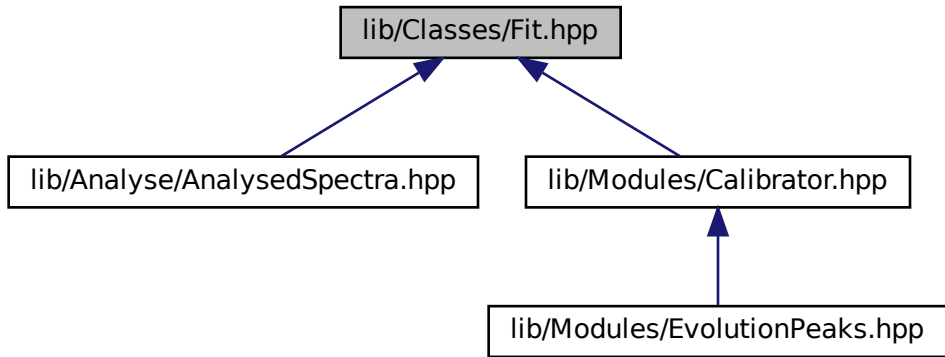 lib/Classes/Fit.hpp
lib/Analyse/AnalysedSpectra.hpp
lib/Modules/Calibrator.hpp
lib/Modules/EvolutionPeaks.hpp